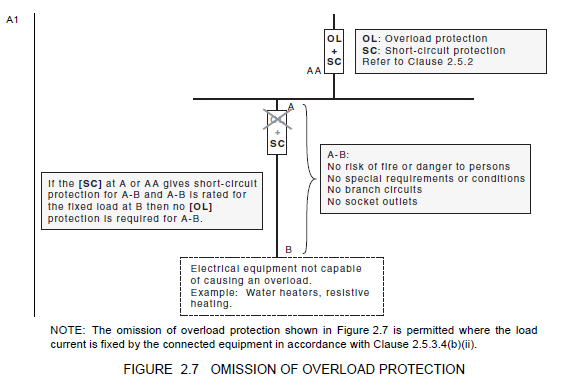 A1
OL
+
SC
AA
OL: Overload protection
SC: Short-circuit protection
Refer to Clause 2.5.2
A
OL
+
SC
A-B:
No risk of fire or danger to persons
No special requirements or conditions
No branch circuits
No socket outlets
If the [SC] at A or AA gives short-circuit
protection for A-B and A-B is rated for
the fixed load at B then no [OL]
protection is required for A-B.
B
Electrical equipment not capable
of causing an overload.
Example: Water heaters, resistive
heating.
NOTE: The omission of overload protection shown in Figure 2.7 is permitted where the load
current is fixed by the connected equipment in accordance with Clause 2.5.3.4(b)(ii).
FIGURE 2.7 OMISSION OF OVERLOAD PROTECTION